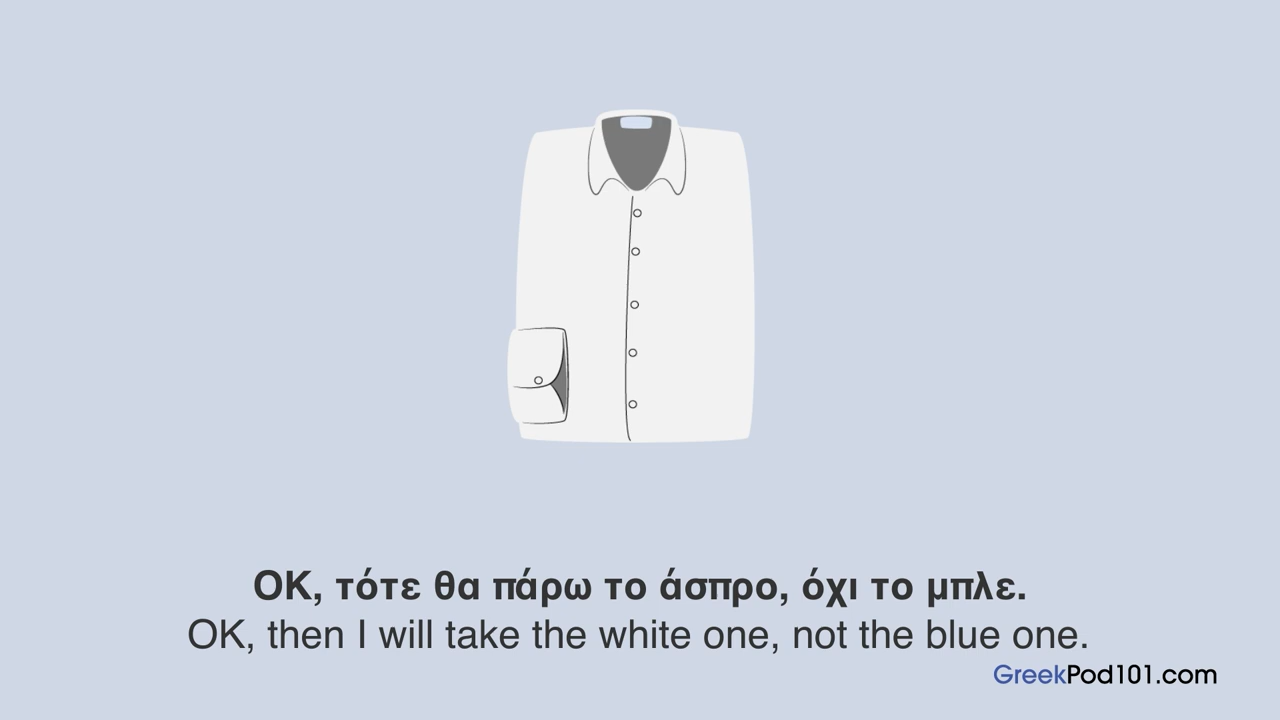 ΟΚ, τότε θα πάρω το άσπρο, όχι το μπλε.
OK, then I will take the white one, not the blue one.
GreekPod101.com